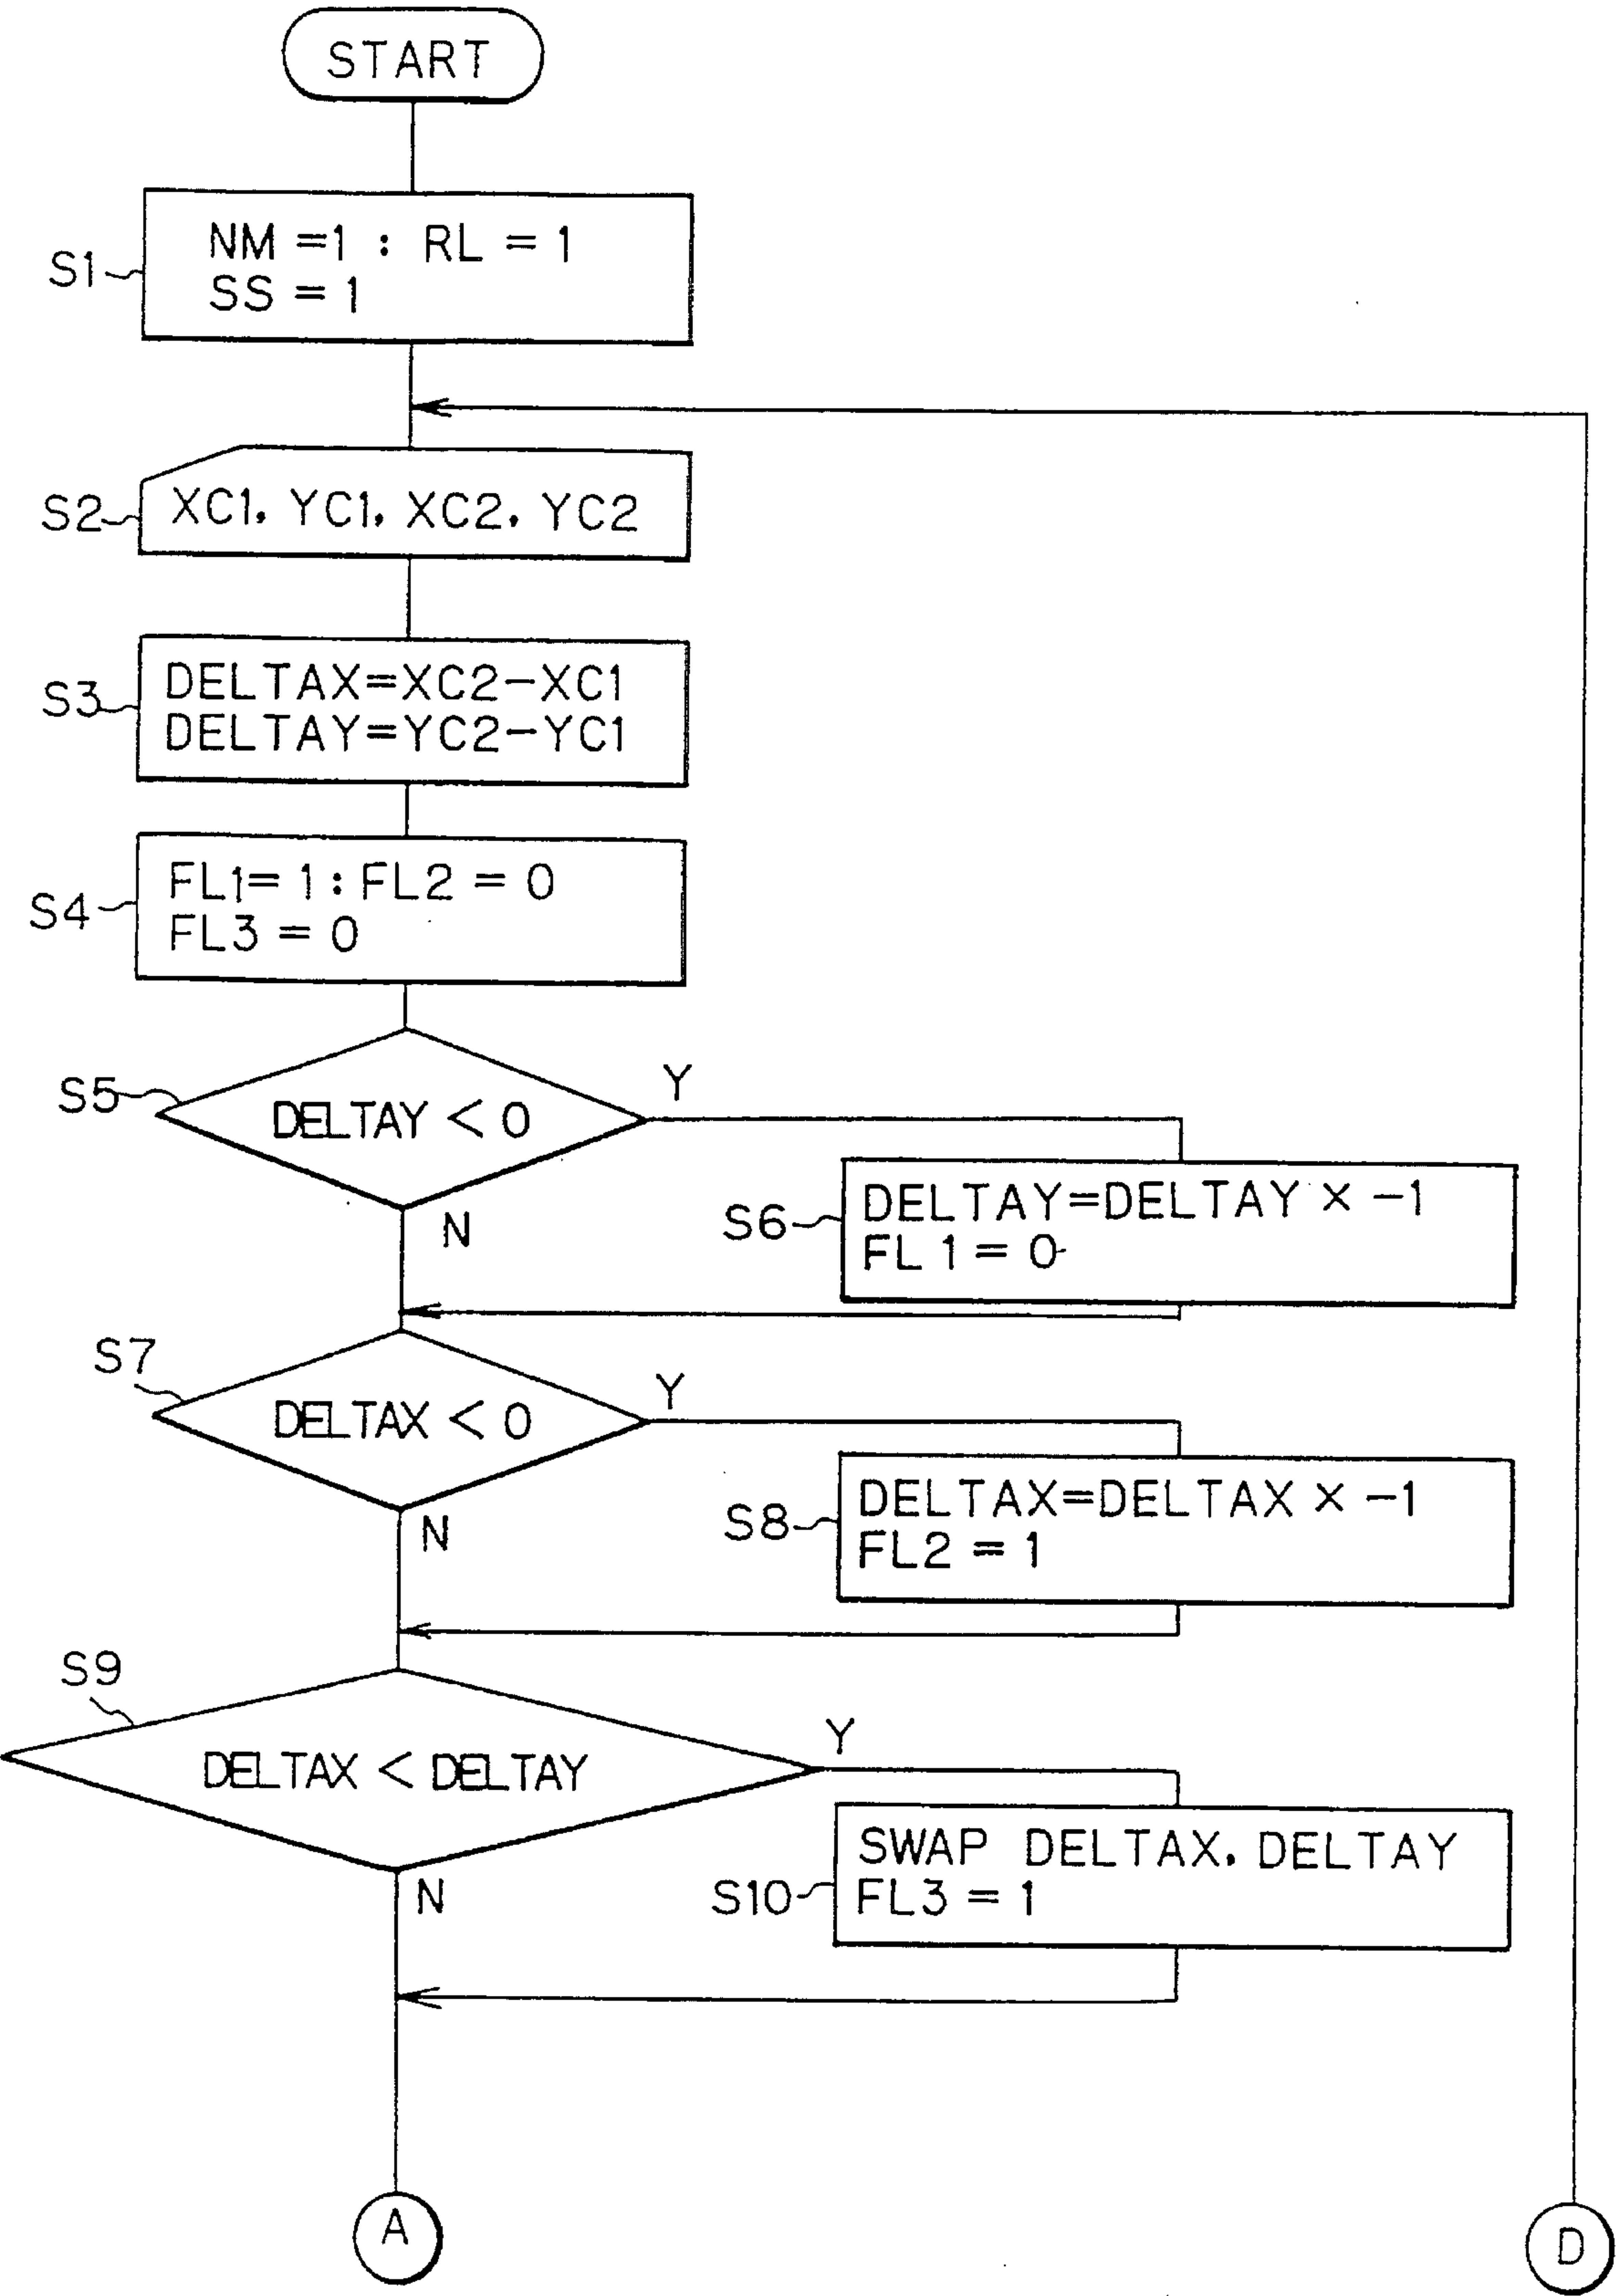 START
S1
NM =1 : RL = 1
SS = 1
S2
XC1, YC1, XC2, YC2
S3
DELTAX=XC2-XC1
DELTAY=YC2-YC1
S4
FL1= 1 : FL2 = 0
FL3 = 0
S5
DELTAY < 0
Y
N
S6
DELTAY=DELTAY × -1
FL1 = 0
S7
DELTAX < 0
Y
N
S8
DELTAX=DELTAX × -1
FL2 = 1
S9
DELTAX < DELTAY
Y
N
S10
SWAP DELTAX, DELTAY
FL3 = 1
A
D